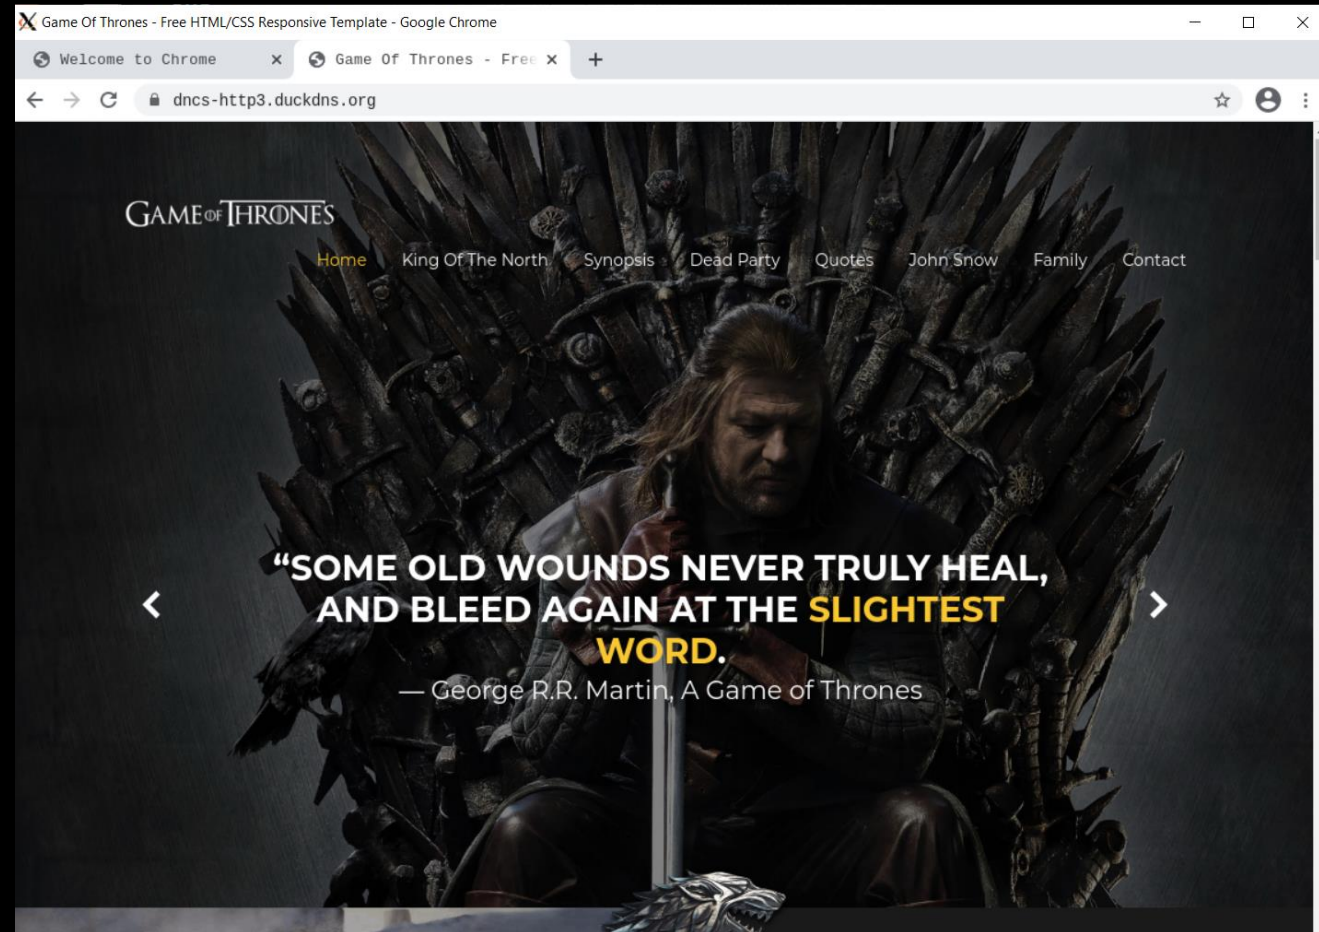 Game Of Thrones - Free HTML/CSS Responsive Template - Google Chrome
Welcome to Chrome
Game Of Thrones - Free
dncs-http3.duckdns.org
GAME OF THRONES
Home King Of The North Synopsis Dead Party Quotes John Snow Family Contact
“SOME OLD WOUNDS NEVER TRULY HEAL,
AND BLEED AGAIN AT THE SLIGHTEST
WORD.
— George R.R. Martin, A Game of Thrones